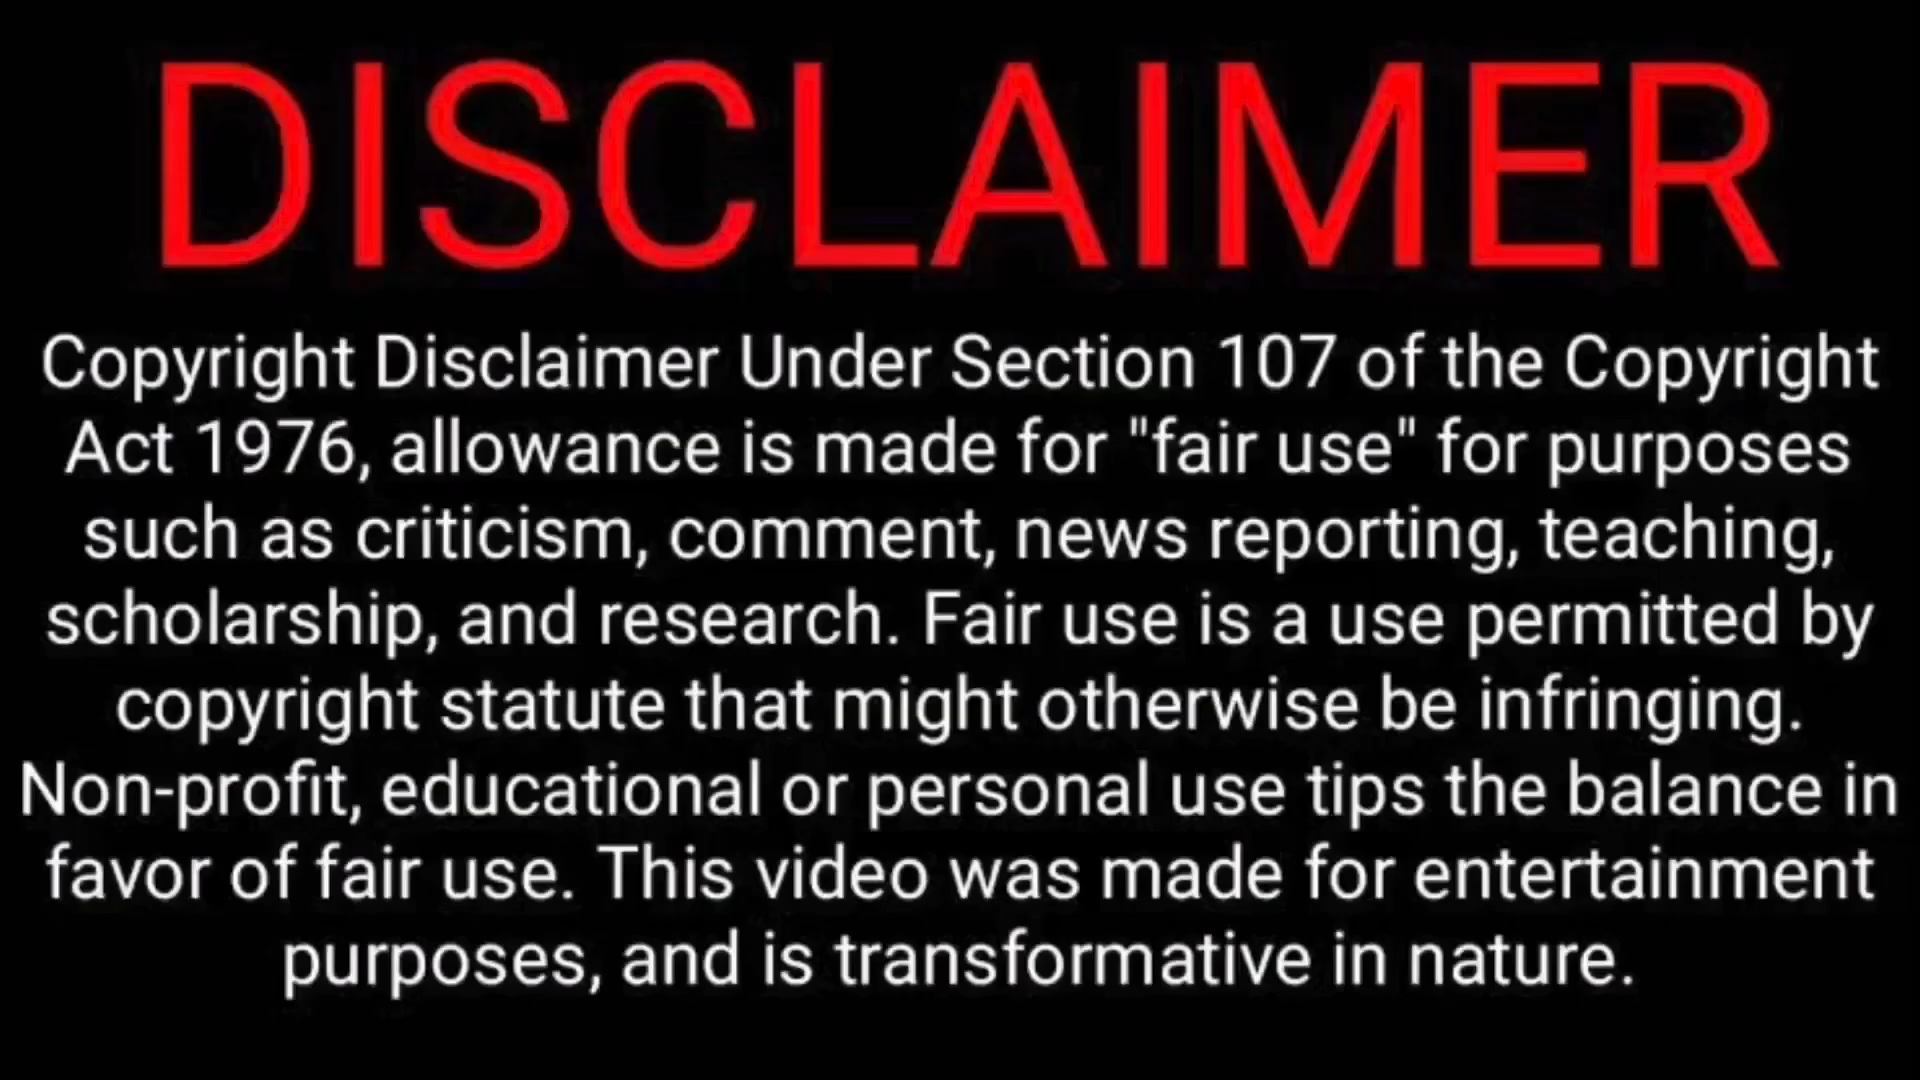 DISCLAIMER
Copyright Disclaimer Under Section 107 of the Copyright
Act 1976, allowance is made for "fair use" for purposes
such as criticism, comment, news reporting, teaching,
scholarship, and research. Fair use is a use permitted by
copyright statute that might otherwise be infringing.
Non-profit, educational or personal use tips the balance in
favor of fair use. This video was made for entertainment
purposes, and is transformative in nature.